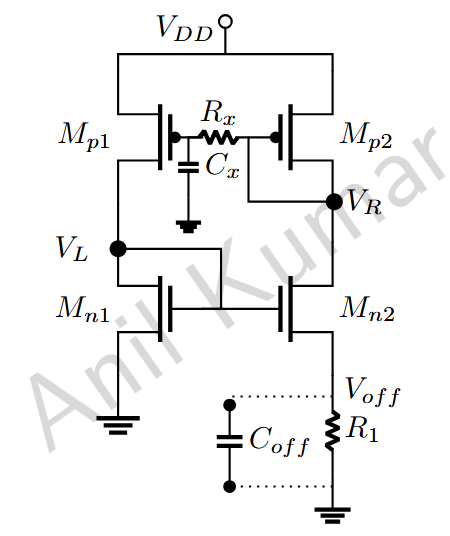 V_DD
R_x
M_p1
M_p2
C_x
V_R
V_L
M_n1
M_n2
V_off
C_off
R_1
Anil Kumar